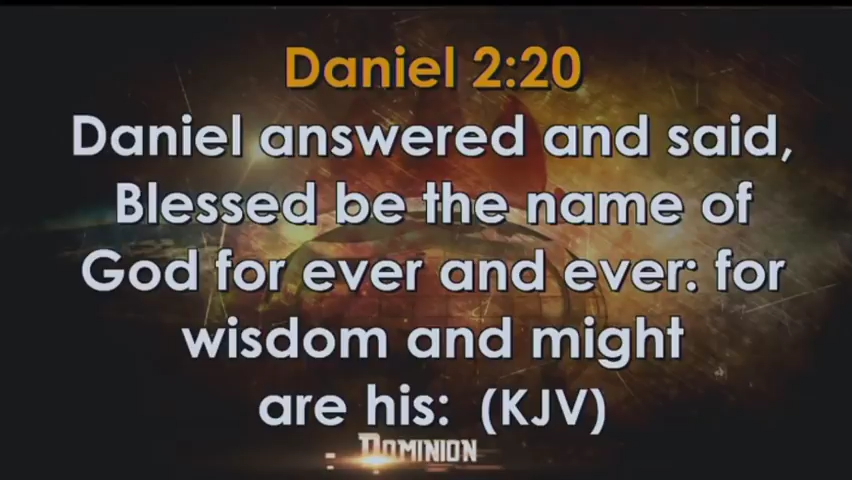 Daniel 2:20
Daniel answered and said,
Blessed be the name of
God for ever and ever: for
wisdom and might
are his: (KJV)
DOMINION